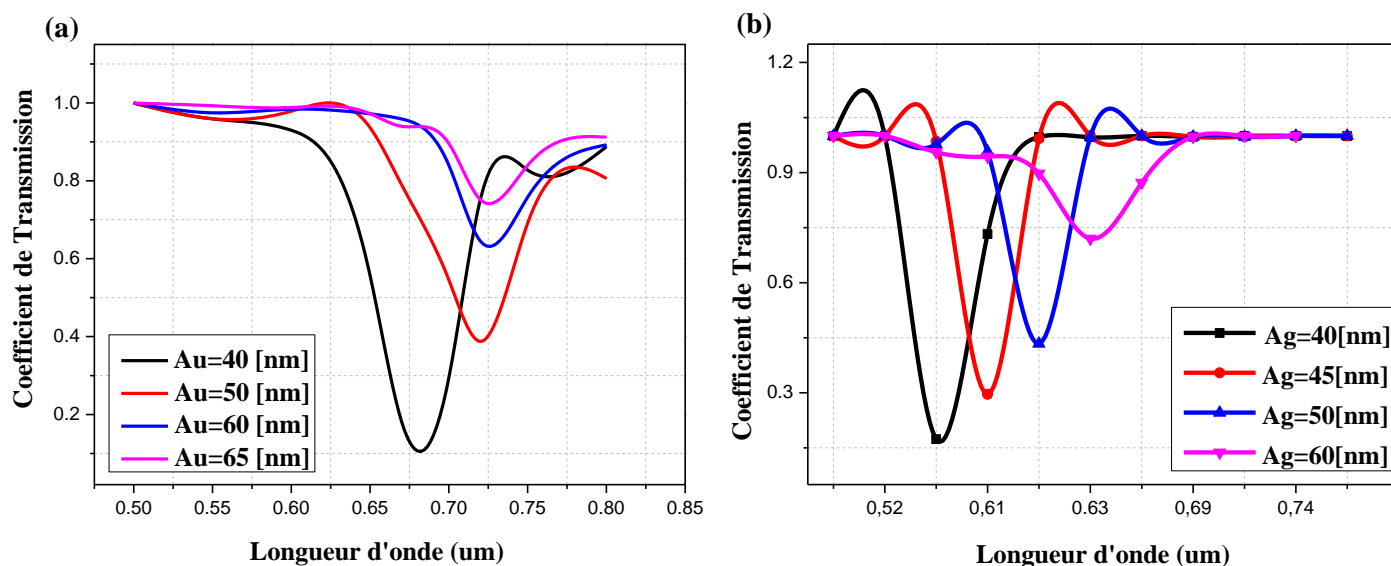 (a)
Coefficient de Transmission
1.0
0.8
0.6
0.4
0.2
Au=40 [nm]
Au=50 [nm]
Au=60 [nm]
Au=65 [nm]
0.50 0.55 0.60 0.65 0.70 0.75 0.80 0.85
Longueur d'onde (um)
(b)
Coefficient de Transmission
1.2
0.9
0.6
0.3
Ag=40[nm]
Ag=45[nm]
Ag=50[nm]
Ag=60[nm]
0,52 0,61 0,63 0,69 0,74
Longueur d'onde (um)